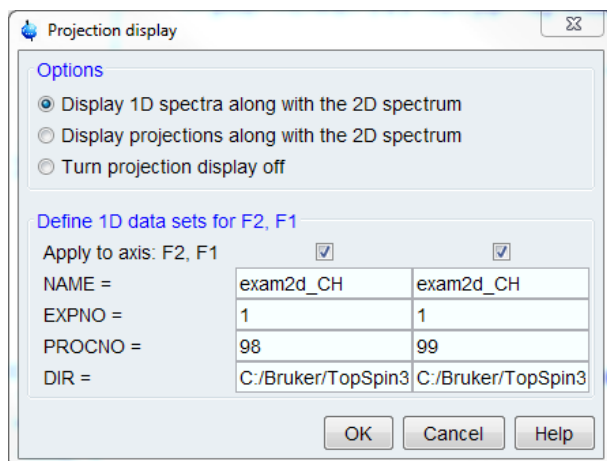 Projection display
Options
Display 1D spectra along with the 2D spectrum
Display projections along with the 2D spectrum
Turn projection display off
Define 1D data sets for F2, F1
Apply to axis: F2, F1
NAME = exam2d_CH exam2d_CH
EXPNO = 1 1
PROCNO = 98 99
DIR = C:/Bruker/TopSpin3 C:/Bruker/TopSpin3
OK Cancel Help